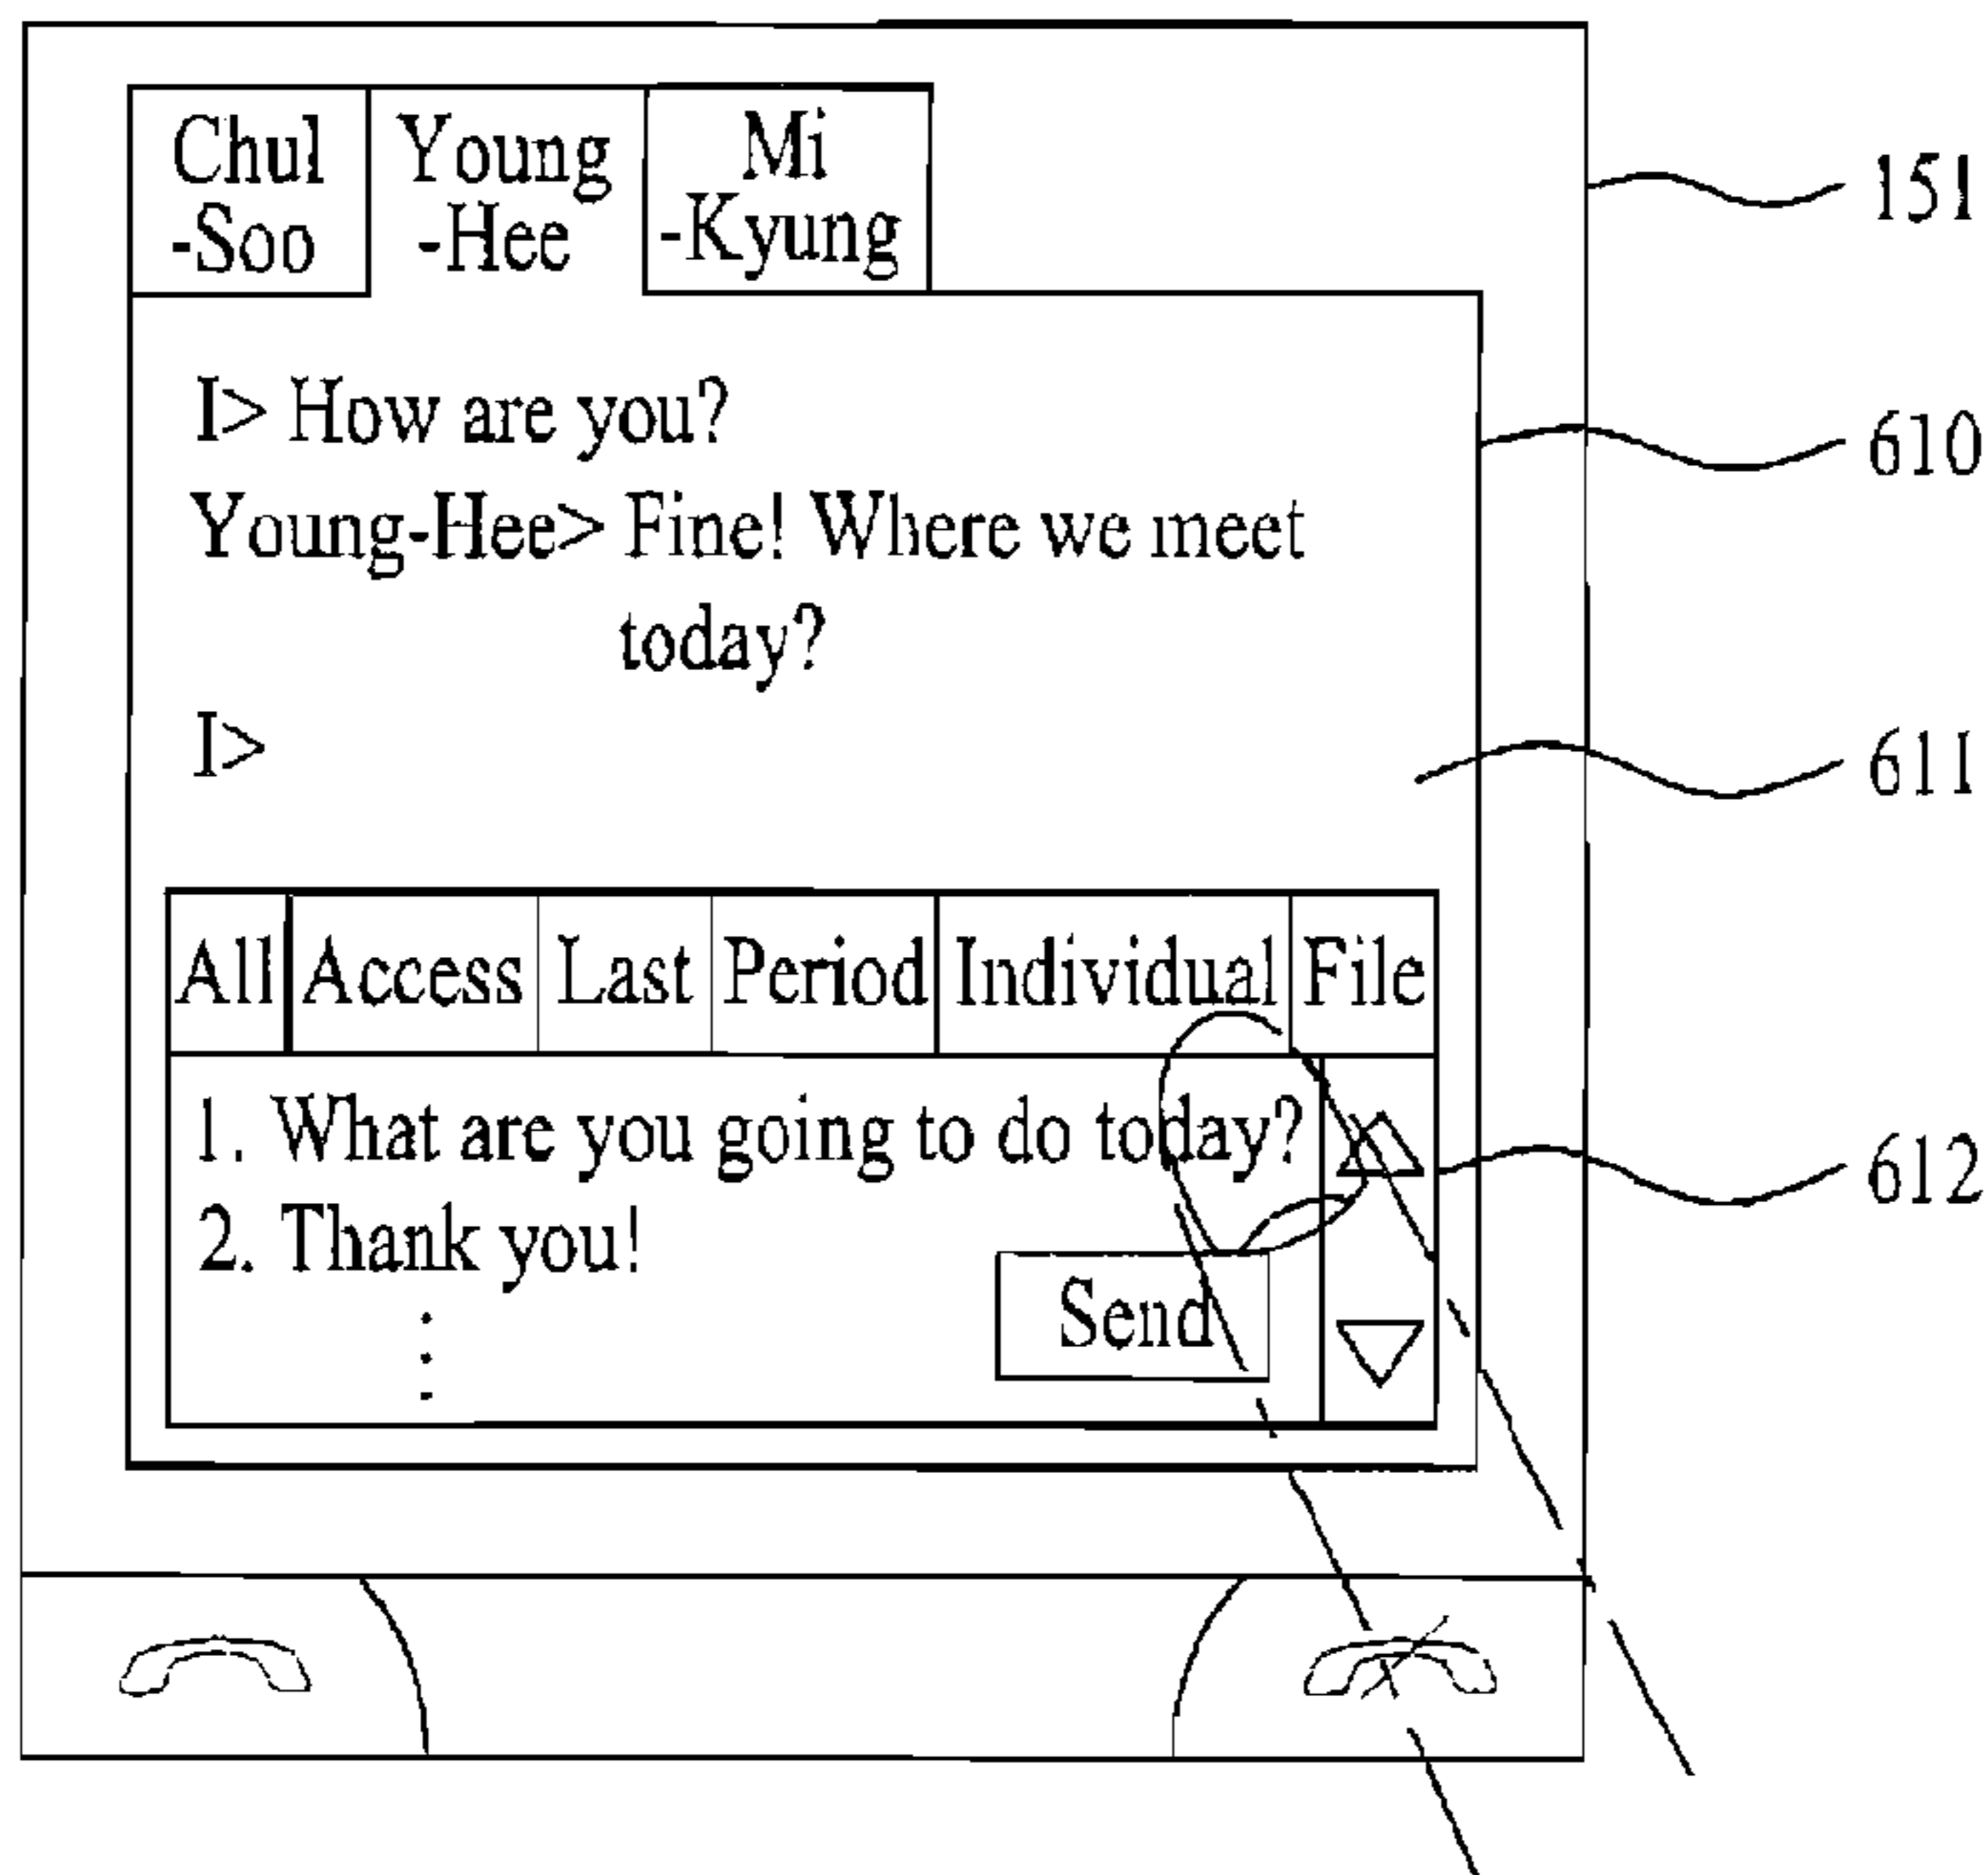 Chul
-Soo
Young
-Hee
Mi
-Kyung
151
I> How are you?
610
Young-Hee> Fine! Where we meet
today?
I>
611
All Access Last Period Individual File
1. What are you going to do today?
612
2. Thank you!
Send